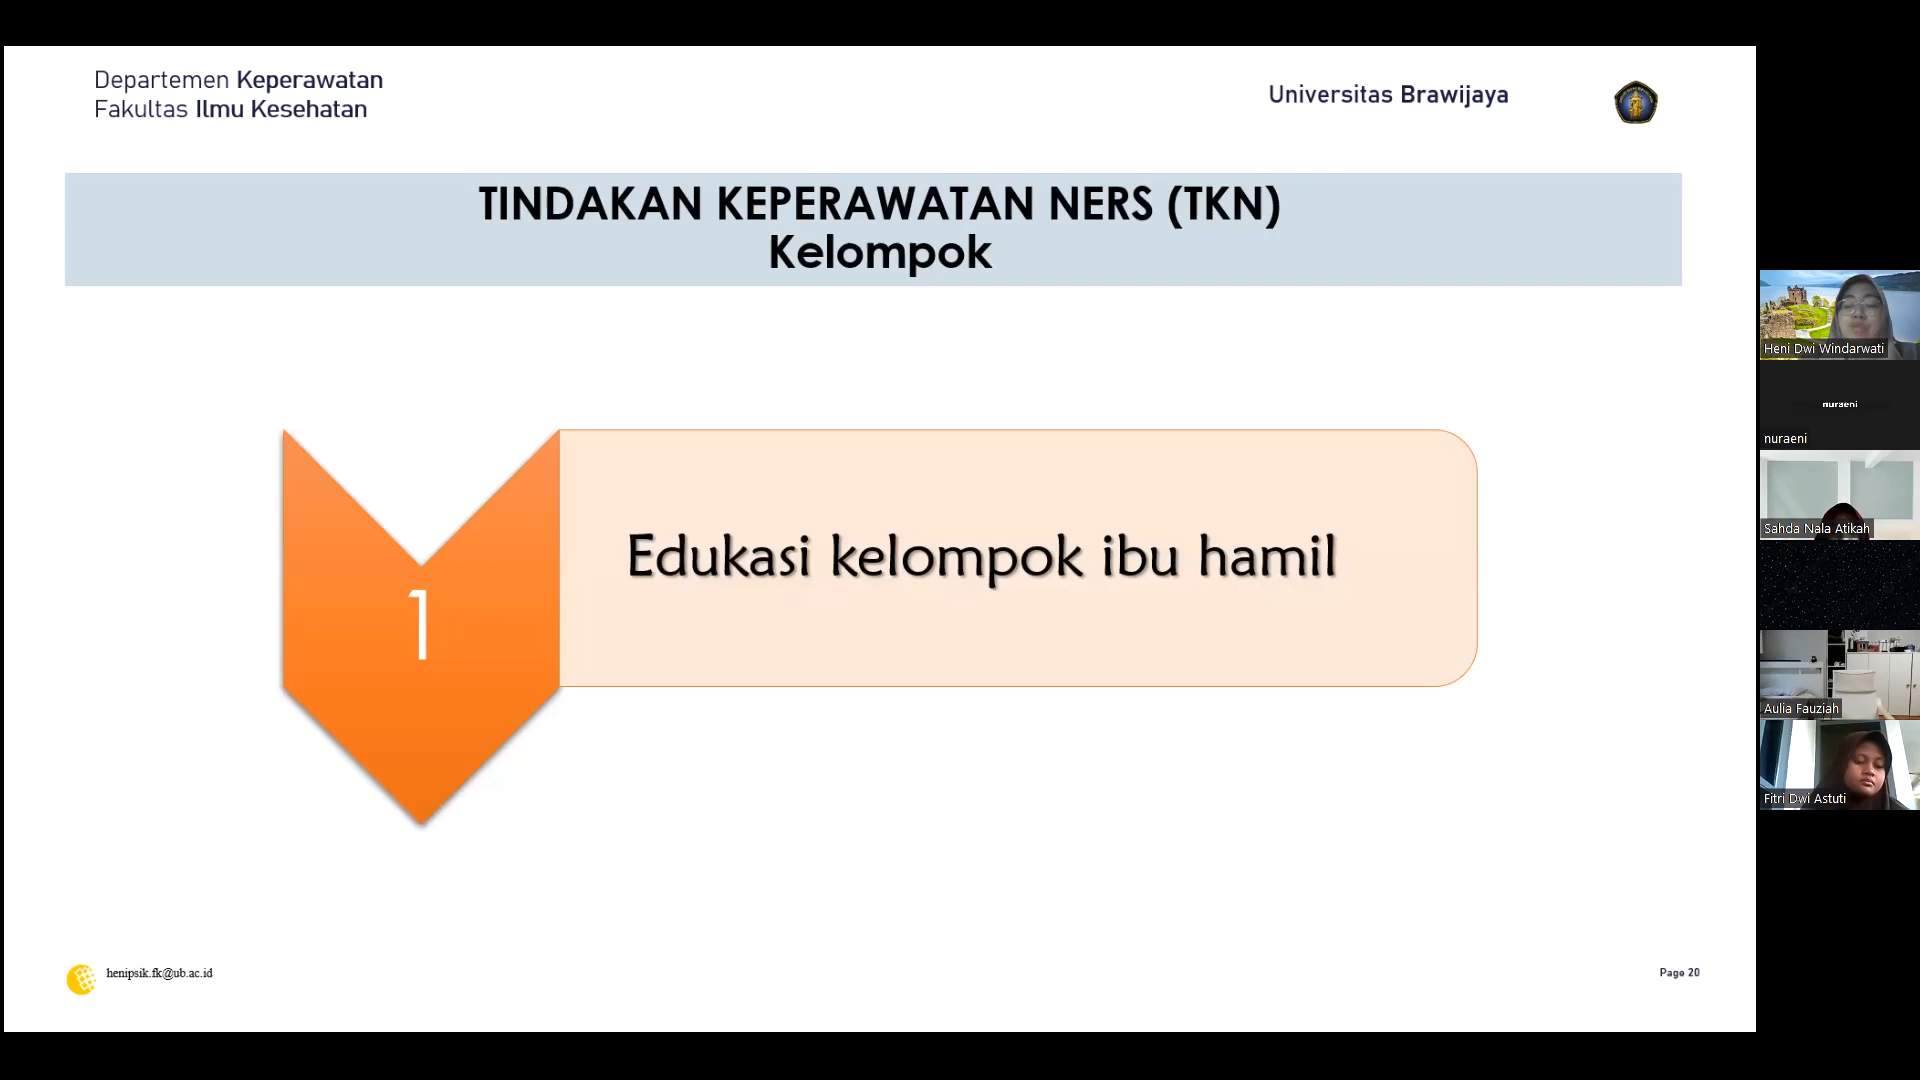 Departemen Keperawatan
Fakultas Ilmu Kesehatan
Universitas Brawijaya
TINDAKAN KEPERAWATAN NERS (TKN)
Kelompok
1
Edukasi kelompok ibu hamil
henipsik.fk@ub.ac.id
Page 20
Heni Dwi Windarwati
nuraeni
nuraeni
Sahda Nala Atikah
Aulia Fauziah
Fitri Dwi Astuti